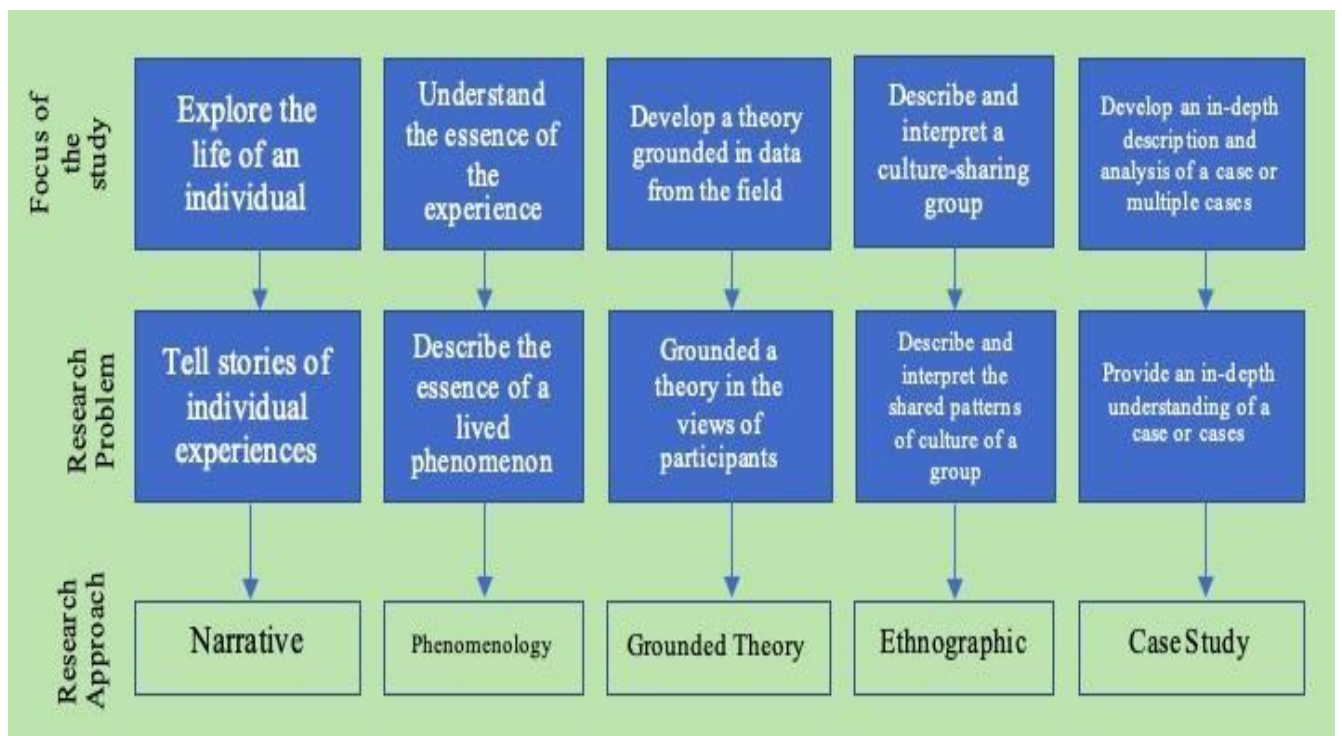 Focus of
the
study
Explore the
life of an
individual
Understand
the essence of
the
experience
Develop a theory
grounded in data
from the field
Describe and
interpret a
culture-sharing
group
Develop an in-depth
description and
analysis of a case or
multiple cases
Research
Problem
Tell stories of
individual
experiences
Describe the
essence of a
lived
phenomenon
Grounded a
theory in the
views of
participants
Describe and
interpret the
shared patterns
of culture of a
group
Provide an in-depth
understanding of a
case or cases
Research
Approach
Narrative
Phenomenology
Grounded Theory
Ethnographic
Case Study